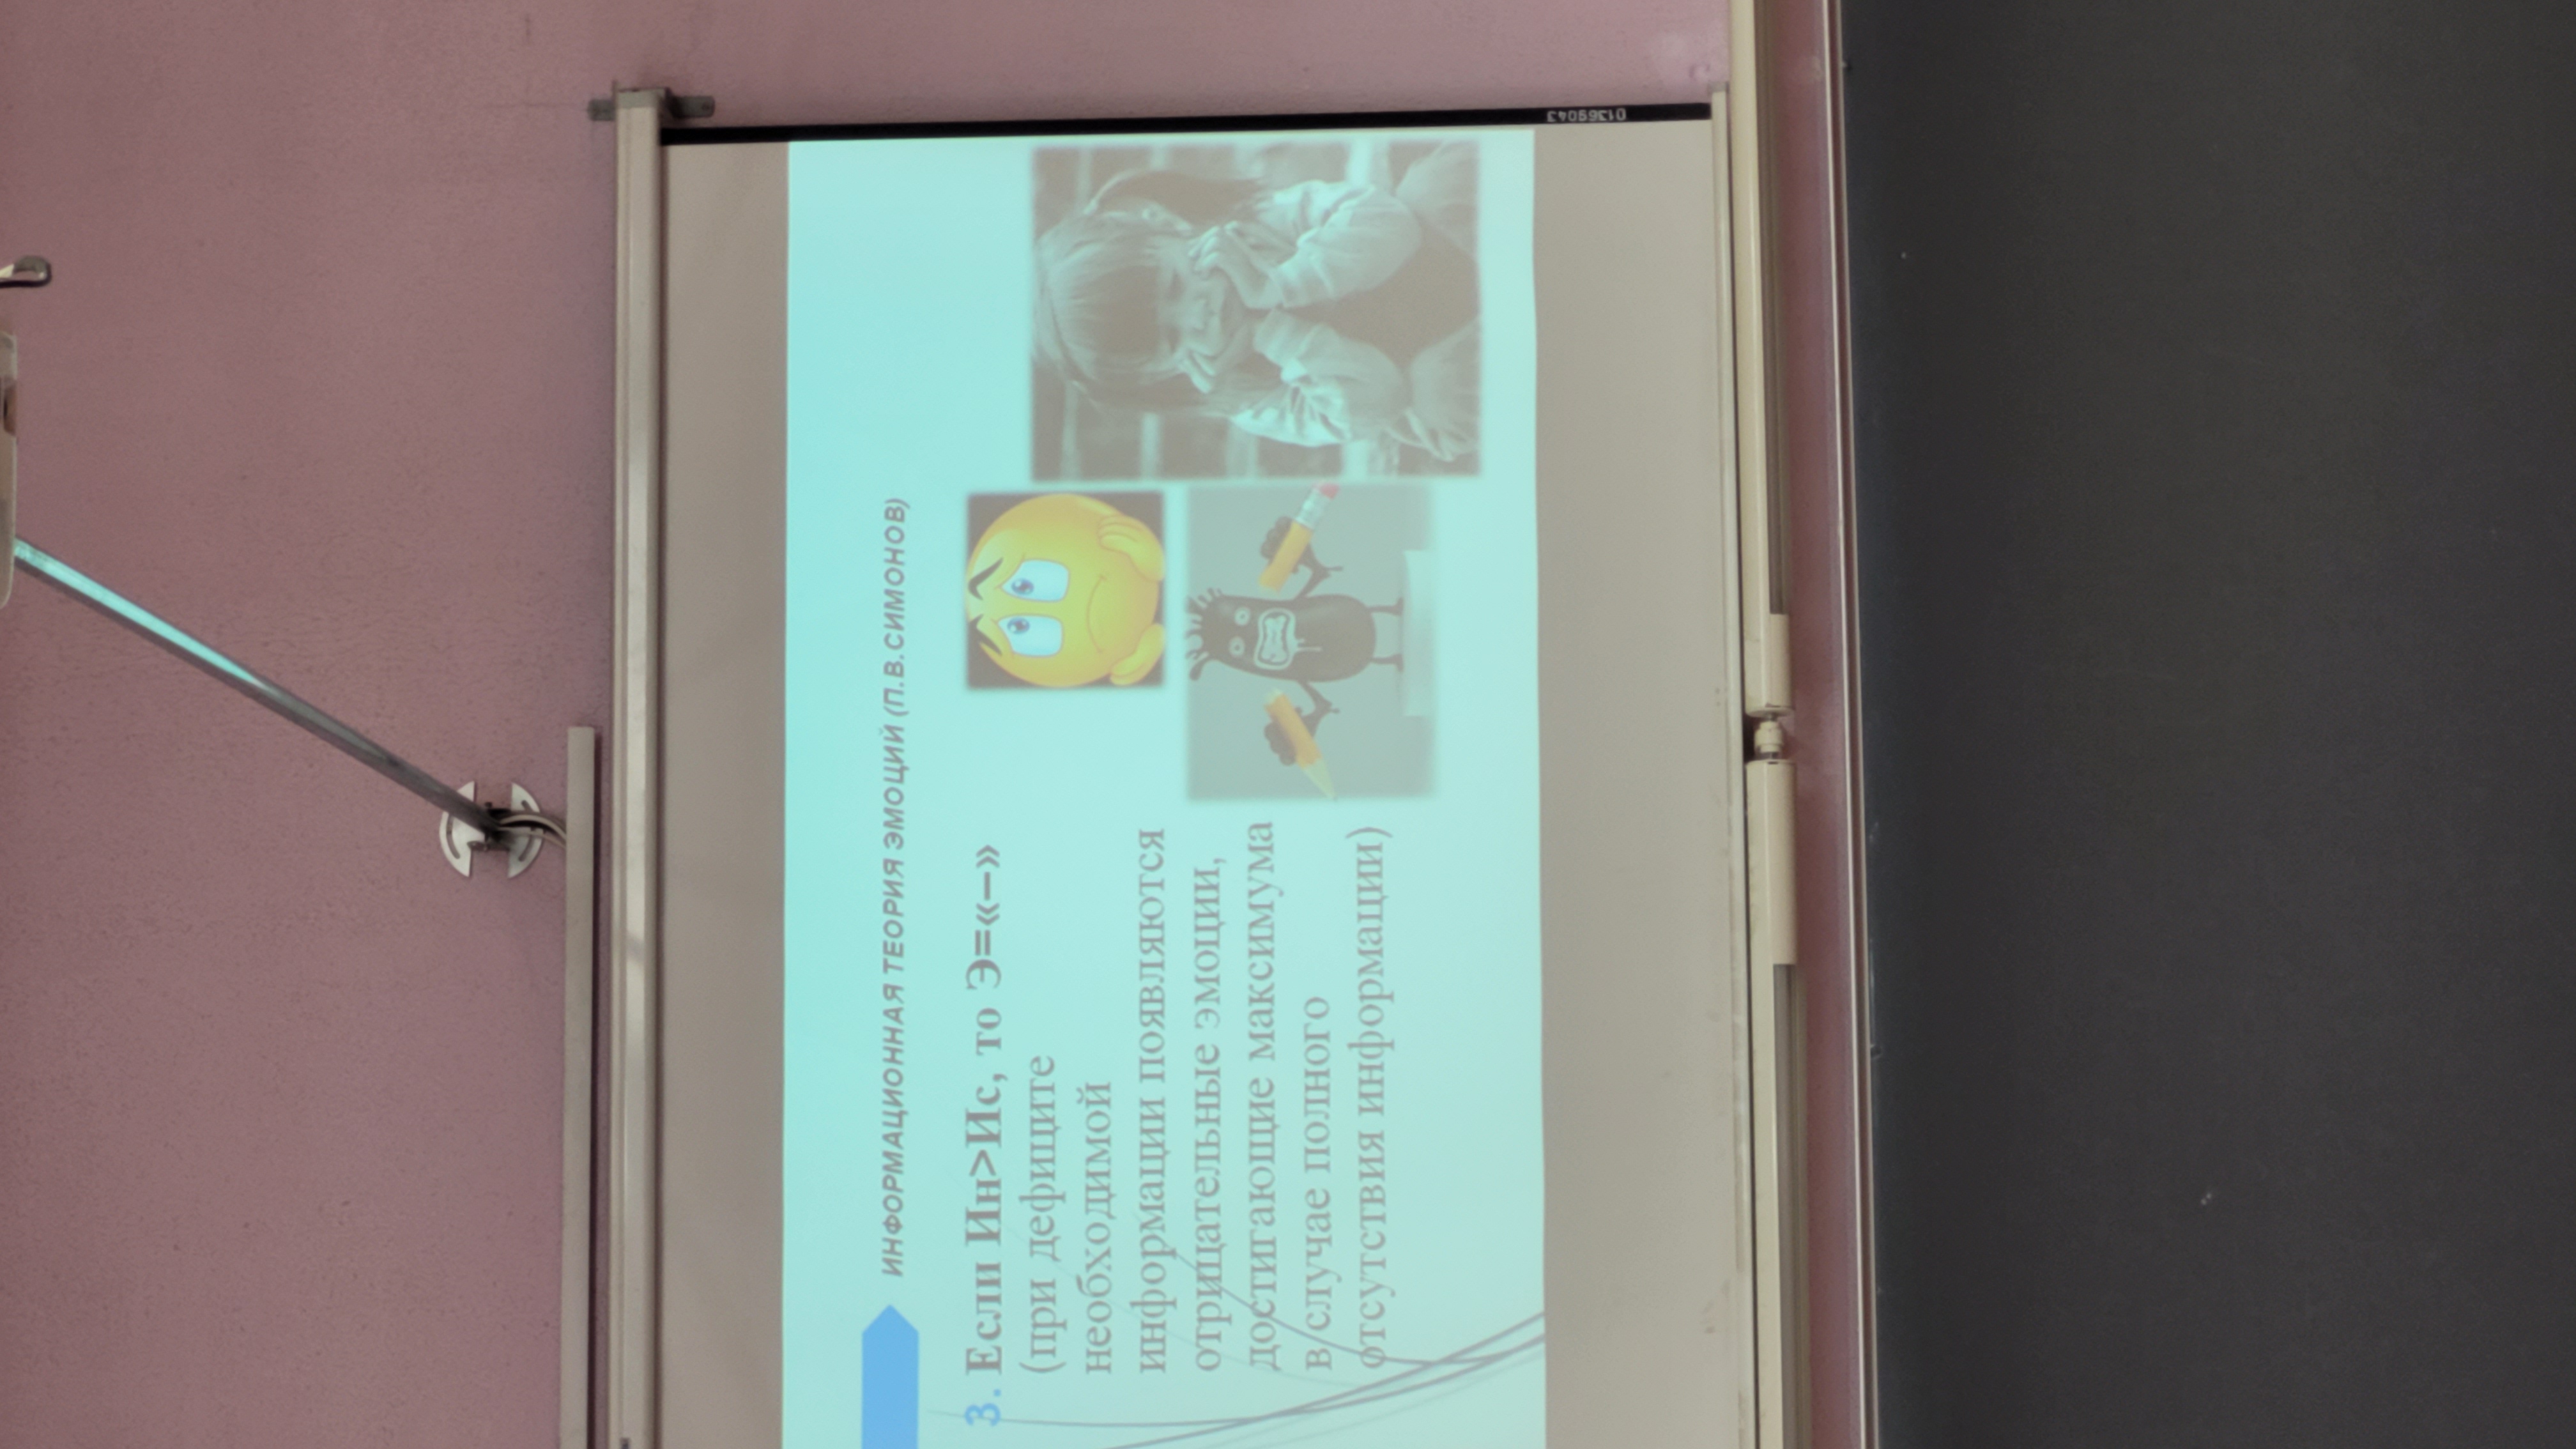 ИНФОРМАЦИОННАЯ ТЕОРИЯ ЭМОЦИЙ (П.В.СИМОНОВ)
3. Если Ин>Ис, то Э=«–»
(при дефиците
необходимой
информации появляются
отрицательные эмоции,
достигающие максимума
в случае полного
отсутствия информации)
01369043